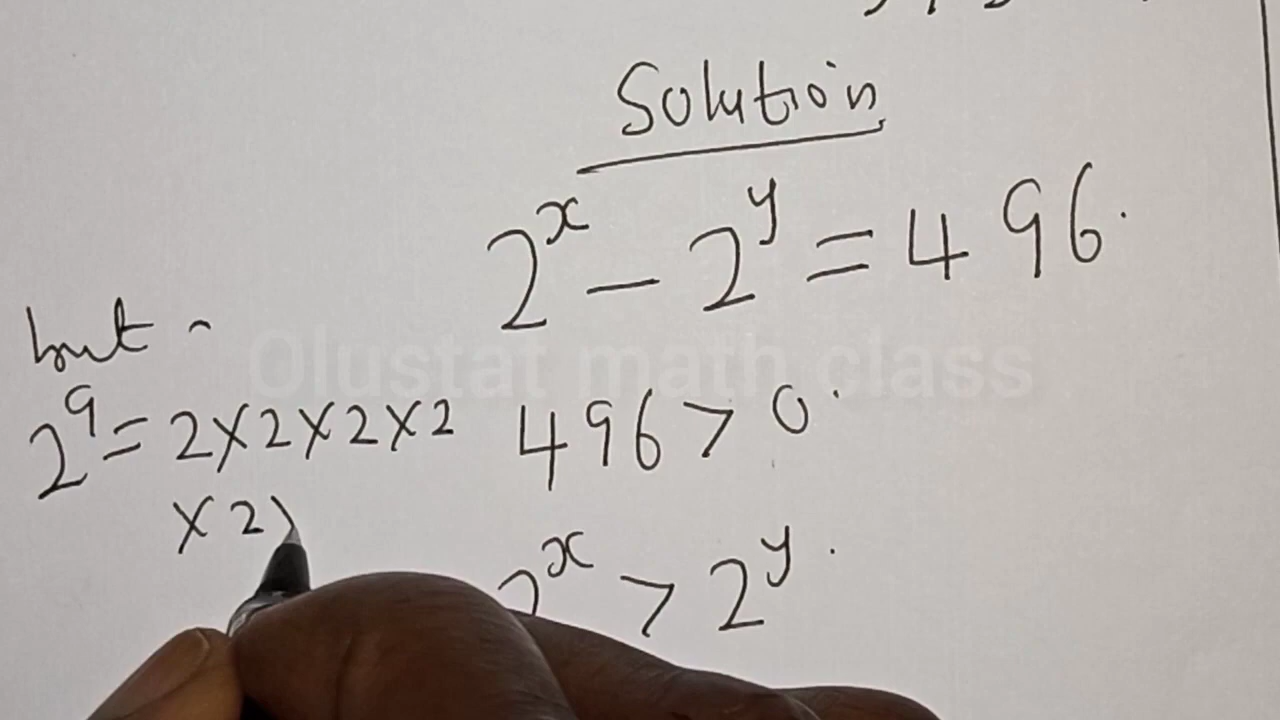 Solution
2^x - 2^y = 496.
but -
Olustat math class
2^9 = 2×2×2×2
×2
496 > 0.
2^x > 2^y.